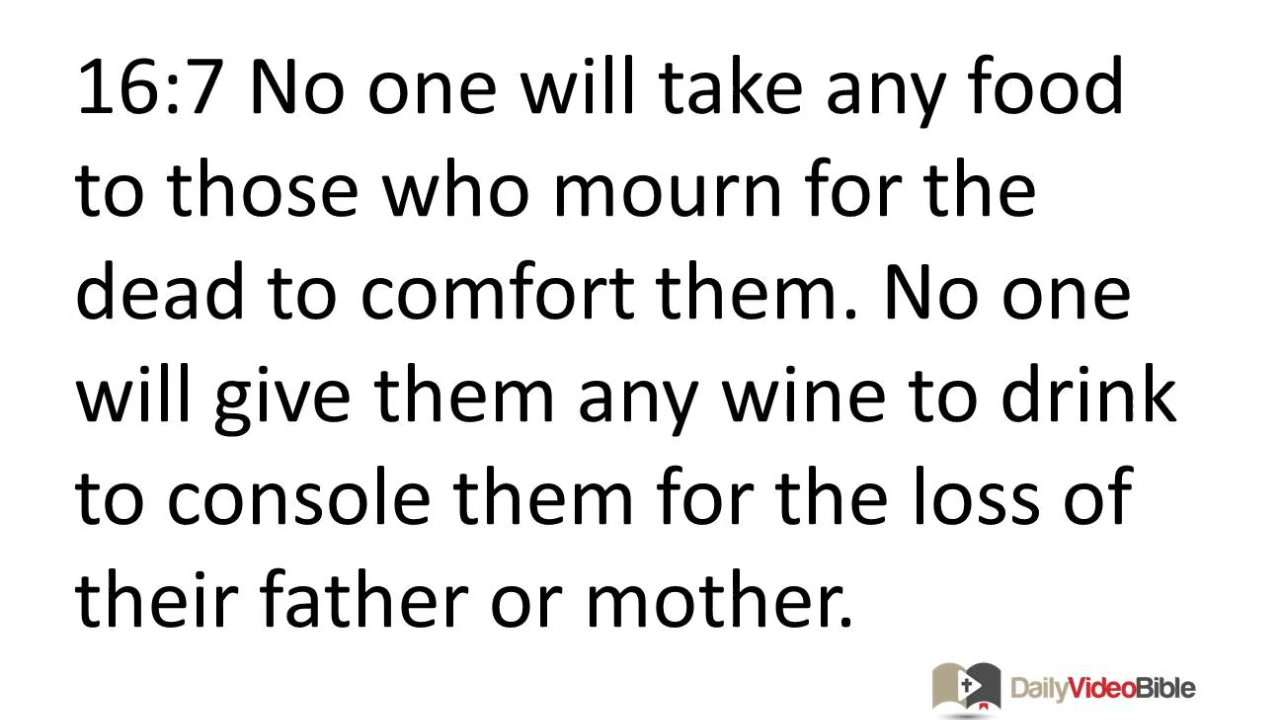 16:7 No one will take any food
to those who mourn for the
dead to comfort them. No one
will give them any wine to drink
to console them for the loss of
their father or mother.
DailyVideoBible